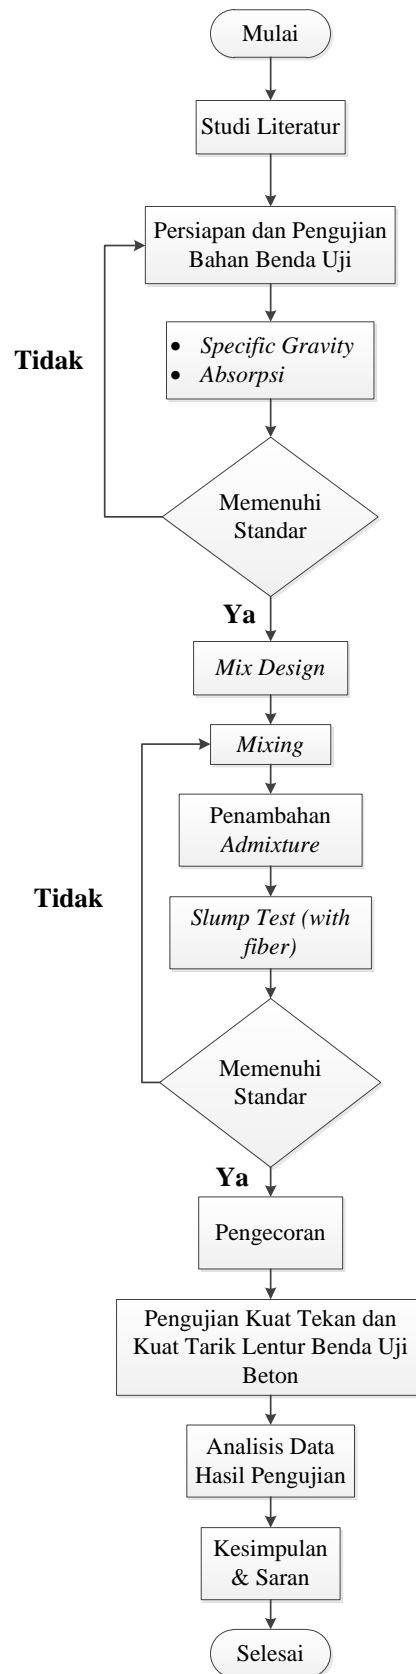 Mulai
Studi Literatur
Persiapan dan Pengujian
Bahan Benda Uji
Tidak
• Specific Gravity
• Absorpsi
Memenuhi
Standar
Ya
Mix Design
Mixing
Penambahan
Admixture
Tidak
Slump Test (with
fiber)
Memenuhi
Standar
Ya
Pengecoran
Pengujian Kuat Tekan dan
Kuat Tarik Lentur Benda Uji
Beton
Analisis Data
Hasil Pengujian
Kesimpulan
& Saran
Selesai